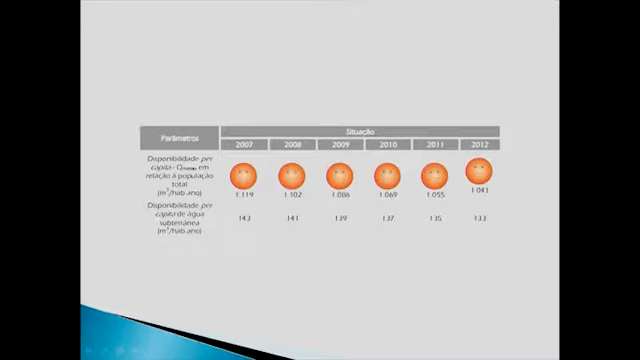 Parâmetros
Situação
2007 2008 2009 2010 2011 2012
Disponibilidade per
capita - Qmédio em
relação à população
total
(m³/hab.ano)
1.119 1.102 1.086 1.069 1.055 1.041
Disponibilidade per
capita de água
subterrânea
(m³/hab.ano)
143 141 139 137 135 133